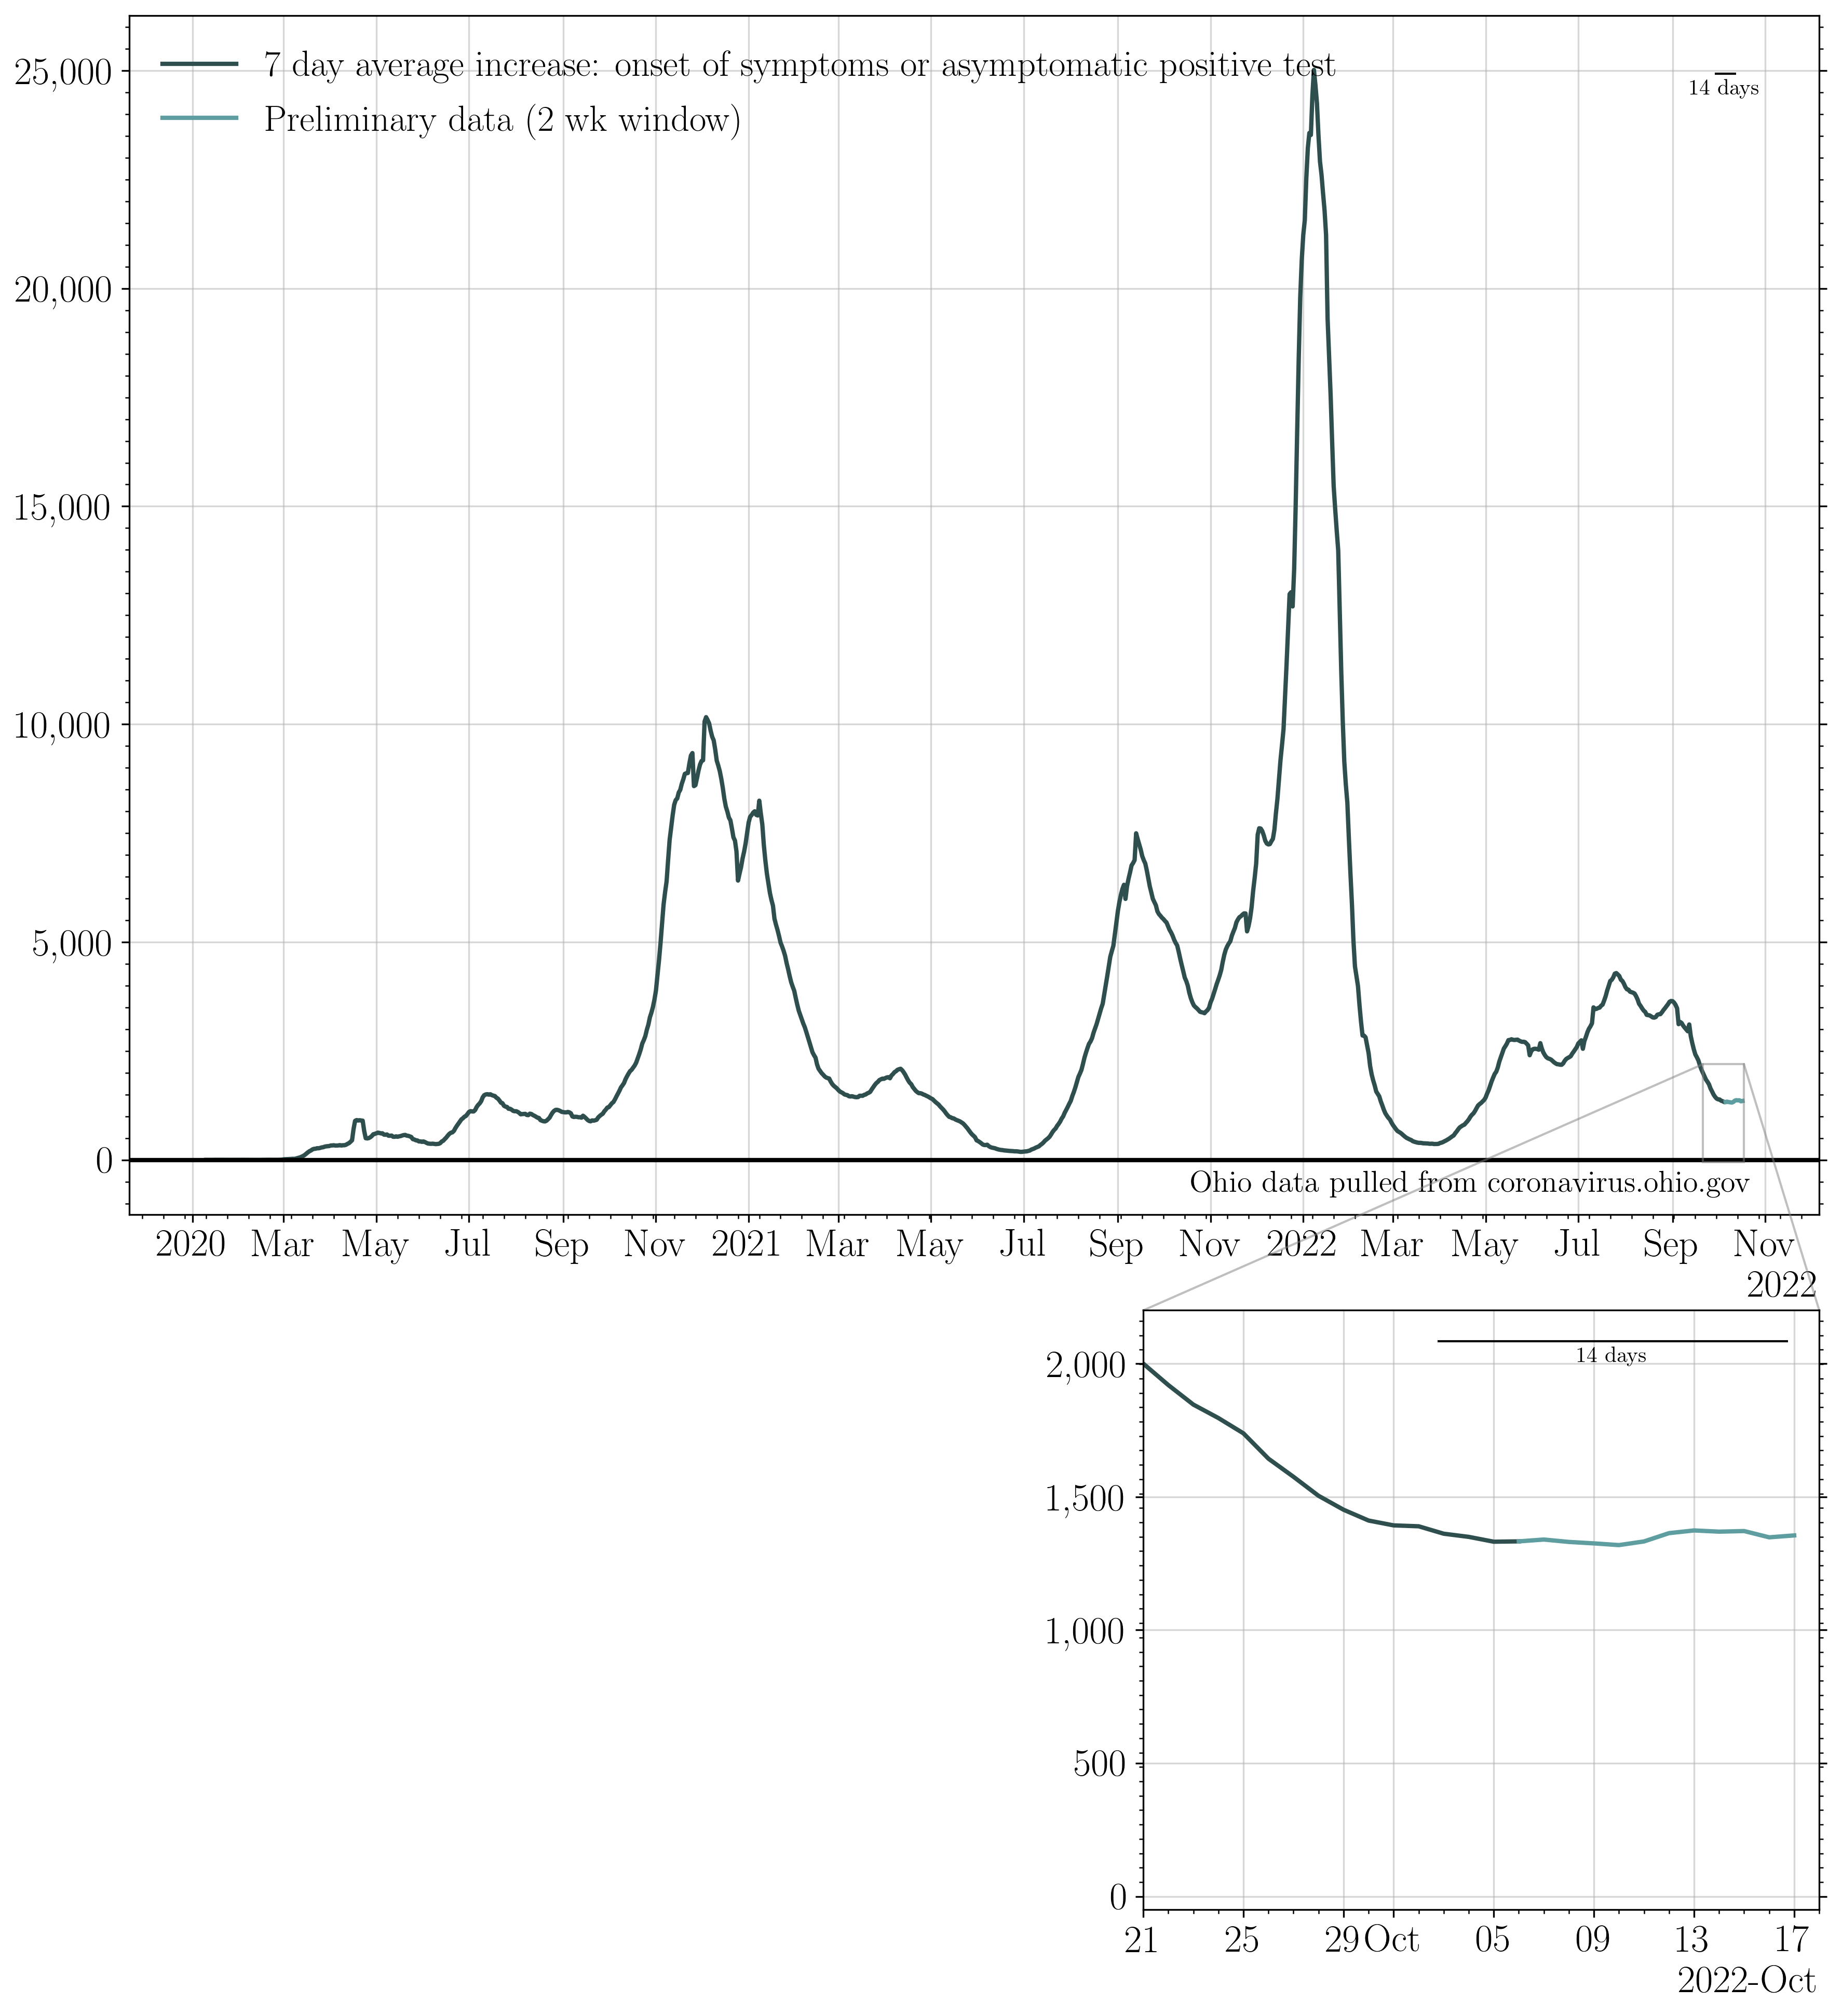 25,000
7 day average increase: onset of symptoms or asymptomatic positive test
14 days
Preliminary data (2 wk window)
20,000
15,000
10,000
5,000
0
Ohio data pulled from coronavirus.ohio.gov
2020 Mar May Jul Sep Nov 2021 Mar May Jul Sep Nov 2022 Mar May Jul Sep Nov
2022
14 days
2,000
1,500
1,000
500
0
21 25 29 Oct 05 09 13 17
2022-Oct